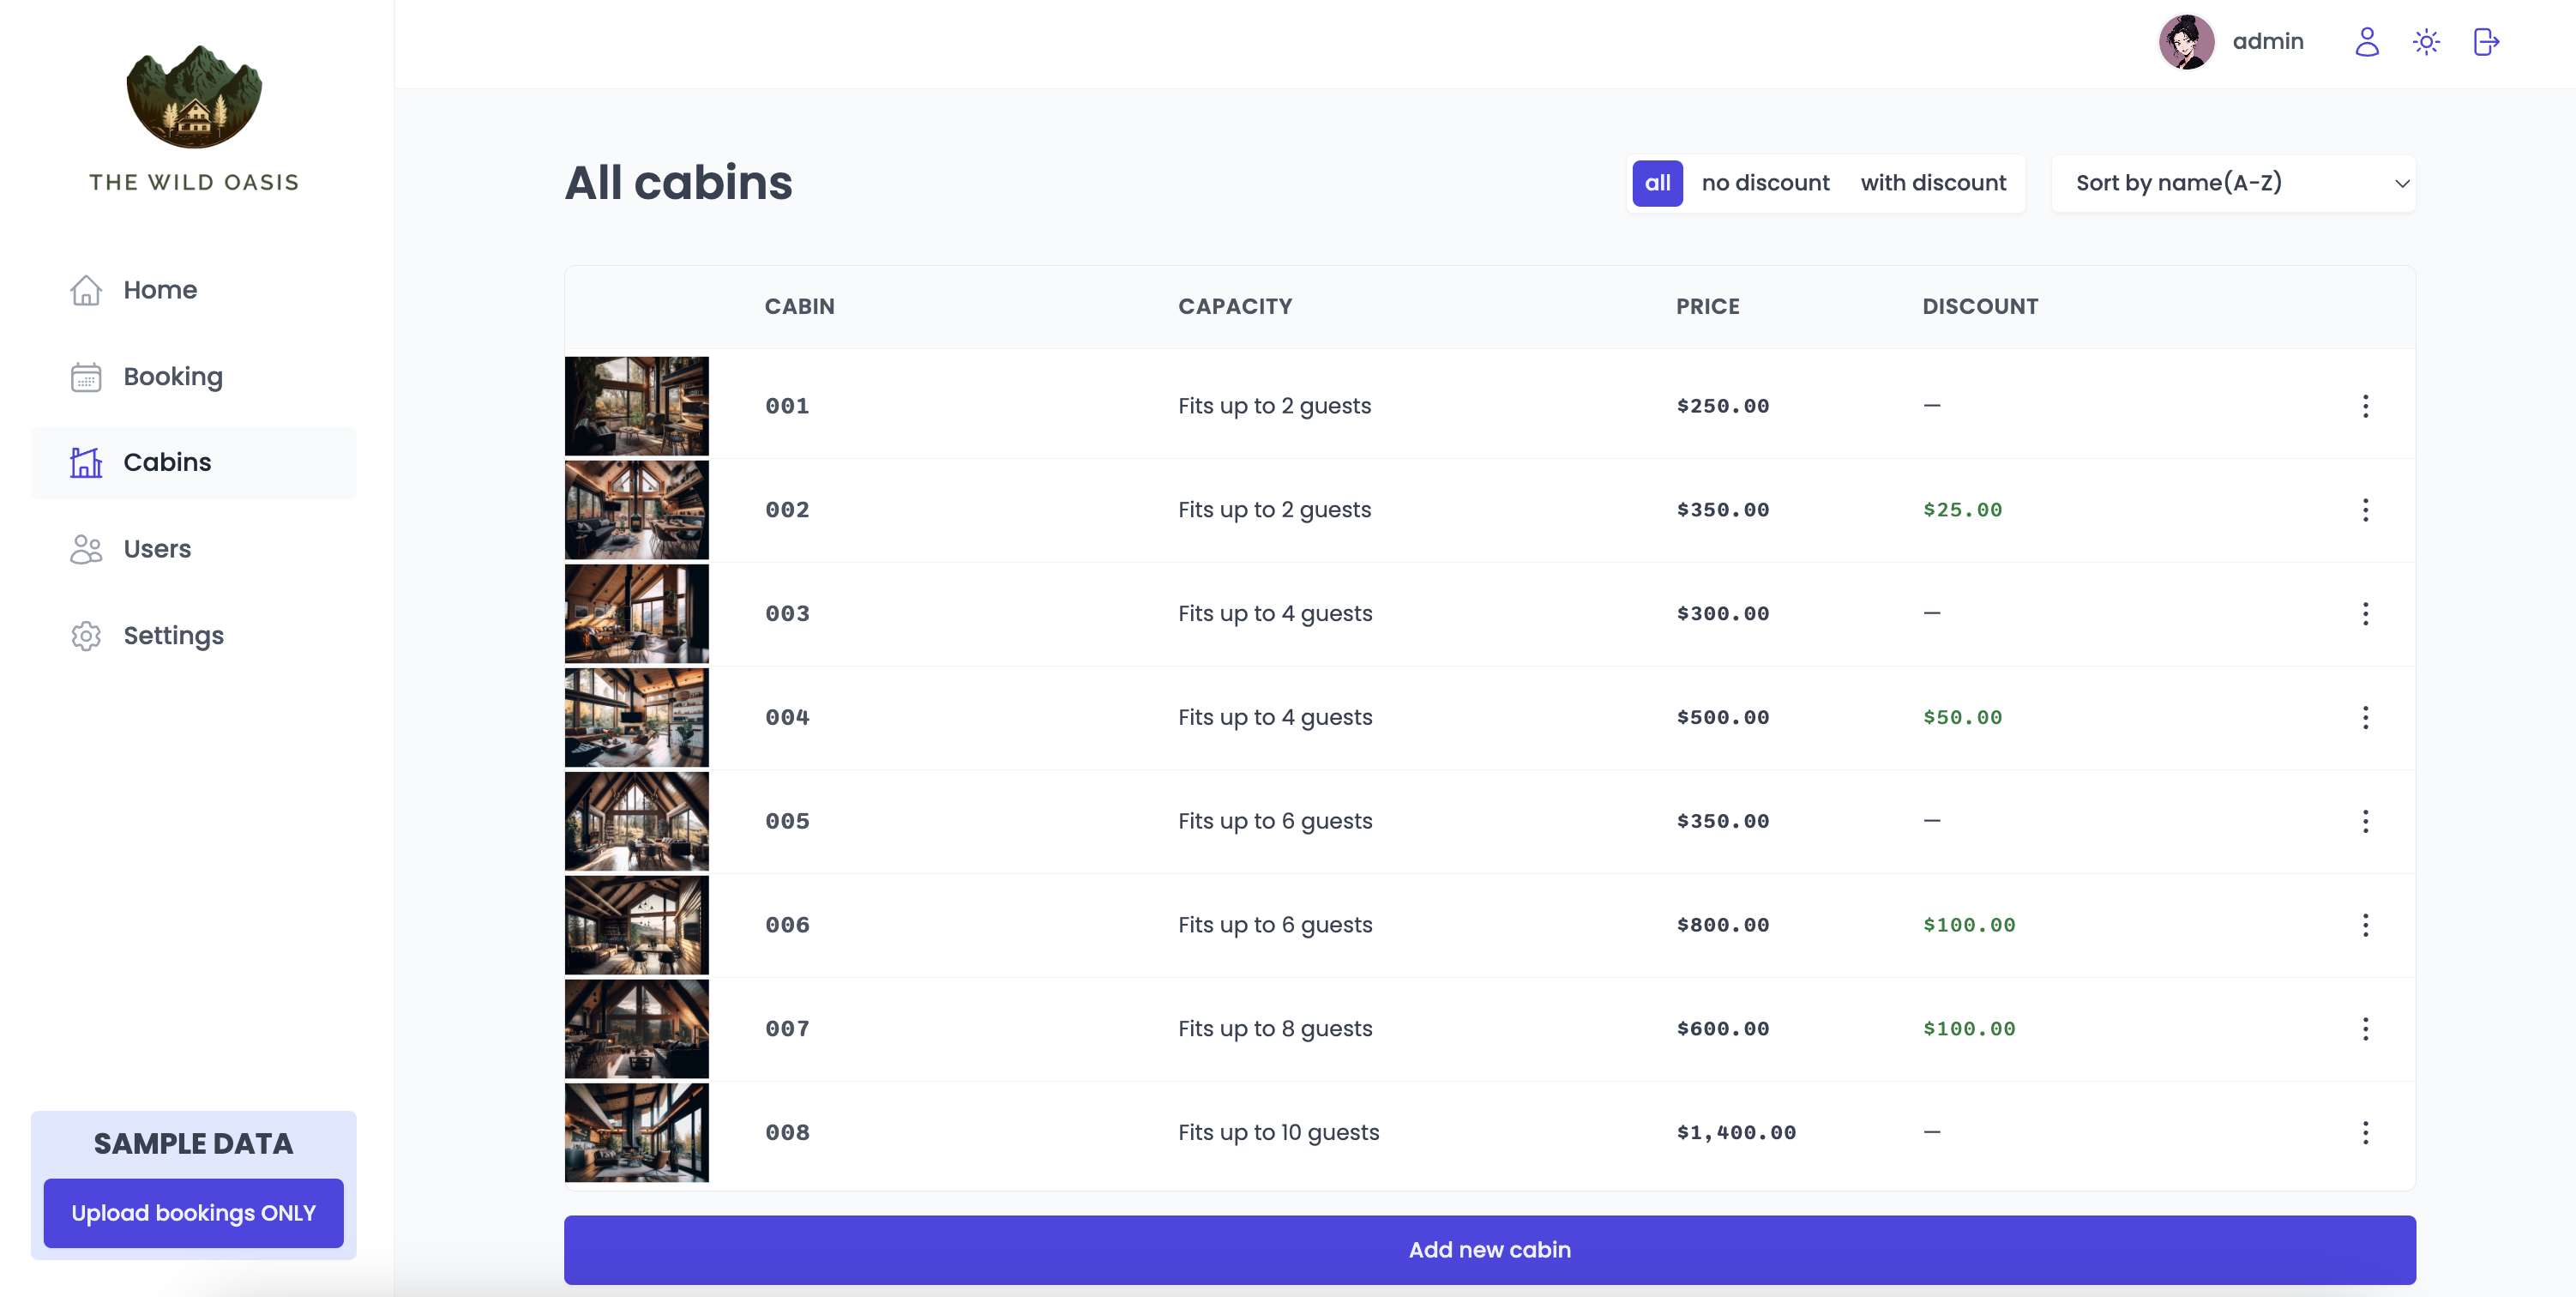 THE WILD OASIS
Home
Booking
Cabins
Users
Settings
SAMPLE DATA
Upload bookings ONLY
admin
All cabins
all no discount with discount Sort by name(A-Z)
CABIN CAPACITY PRICE DISCOUNT
001 Fits up to 2 guests $250.00 —
002 Fits up to 2 guests $350.00 $25.00
003 Fits up to 4 guests $300.00 —
004 Fits up to 4 guests $500.00 $50.00
005 Fits up to 6 guests $350.00 —
006 Fits up to 6 guests $800.00 $100.00
007 Fits up to 8 guests $600.00 $100.00
008 Fits up to 10 guests $1,400.00 —
Add new cabin